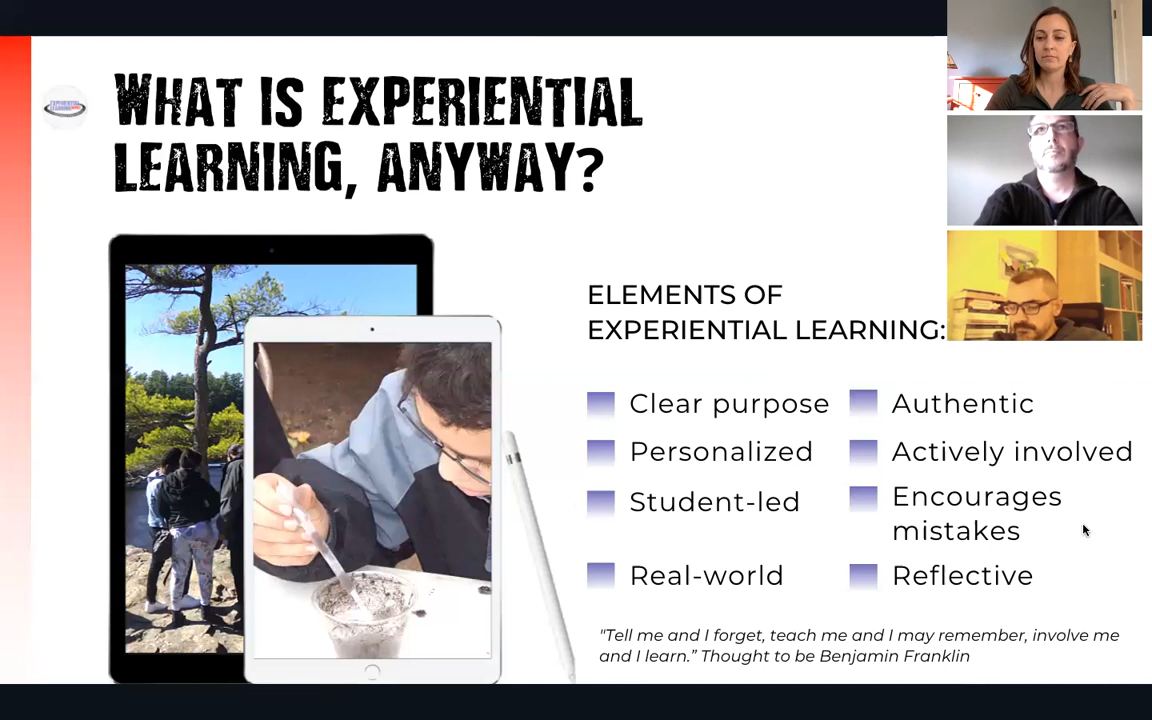 WHAT IS EXPERIENTIAL
LEARNING, ANYWAY?
ELEMENTS OF
EXPERIENTIAL LEARNING:
Clear purpose
Personalized
Student-led
Real-world
Authentic
Actively involved
Encourages
mistakes
Reflective
"Tell me and I forget, teach me and I may remember, involve me
and I learn.” Thought to be Benjamin Franklin